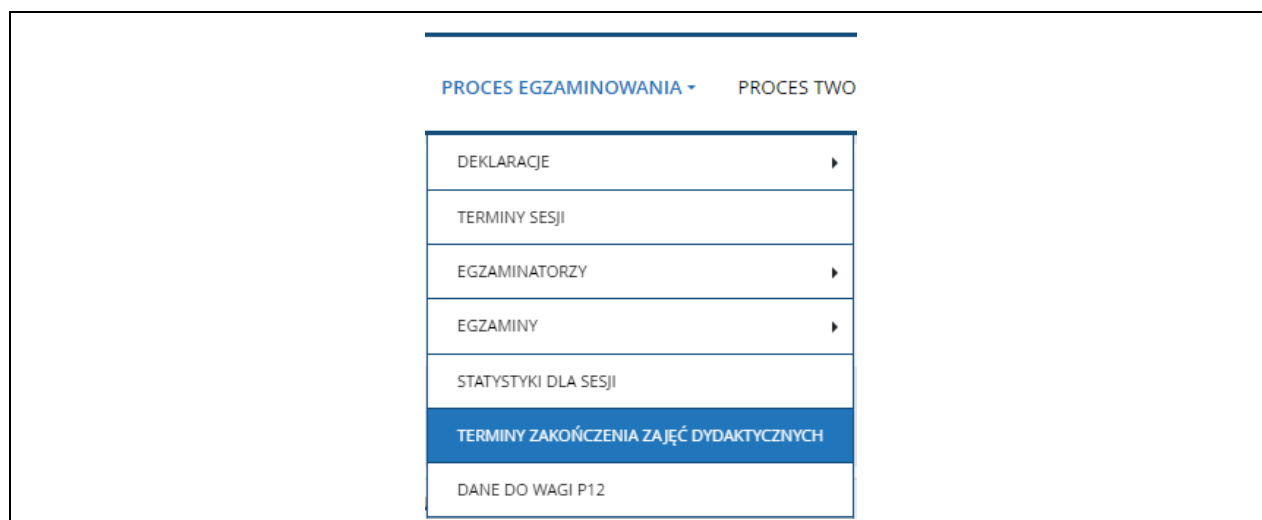 PROCES EGZAMINOWANIA PROCES TWO
DEKLARACJE
TERMINY SESJI
EGZAMINATORZY
EGZAMINY
STATYSTYKI DLA SESJI
TERMINY ZAKOŃCZENIA ZAJĘĆ DYDAKTYCZNYCH
DANE DO WAGI P12